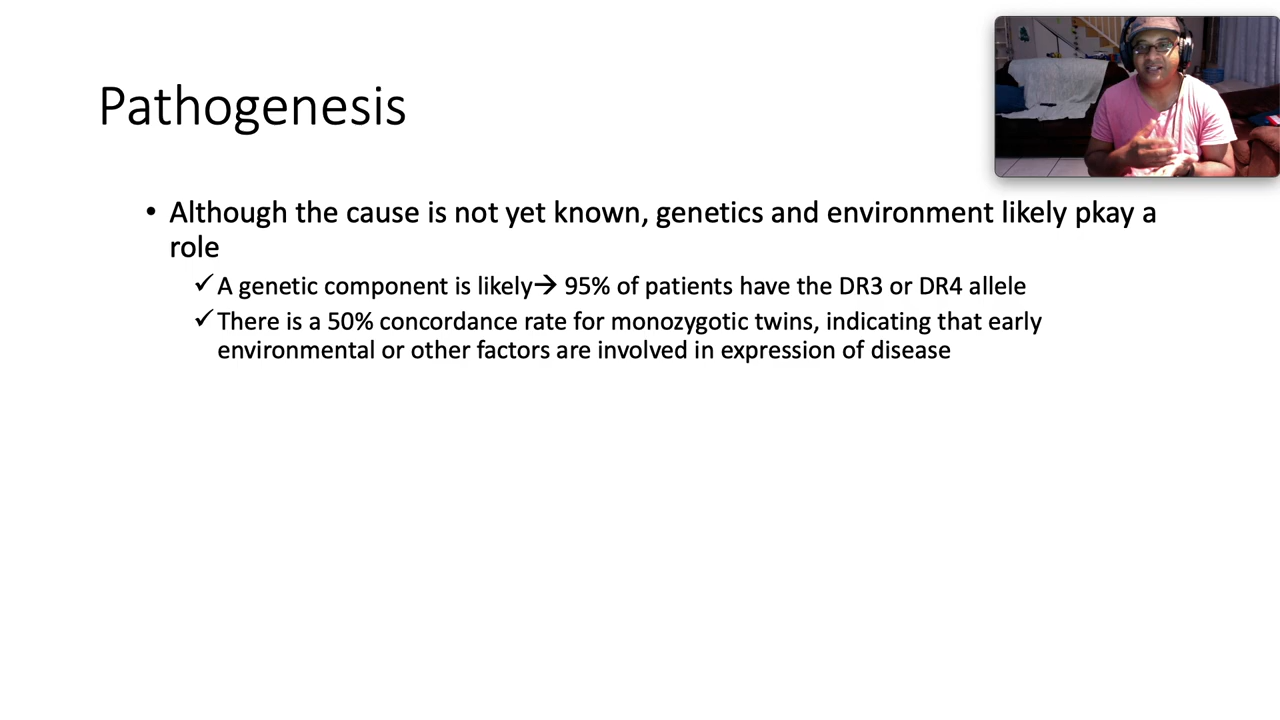 Pathogenesis
• Although the cause is not yet known, genetics and environment likely pkay a
role
✓A genetic component is likely→ 95% of patients have the DR3 or DR4 allele
✓There is a 50% concordance rate for monozygotic twins, indicating that early
environmental or other factors are involved in expression of disease